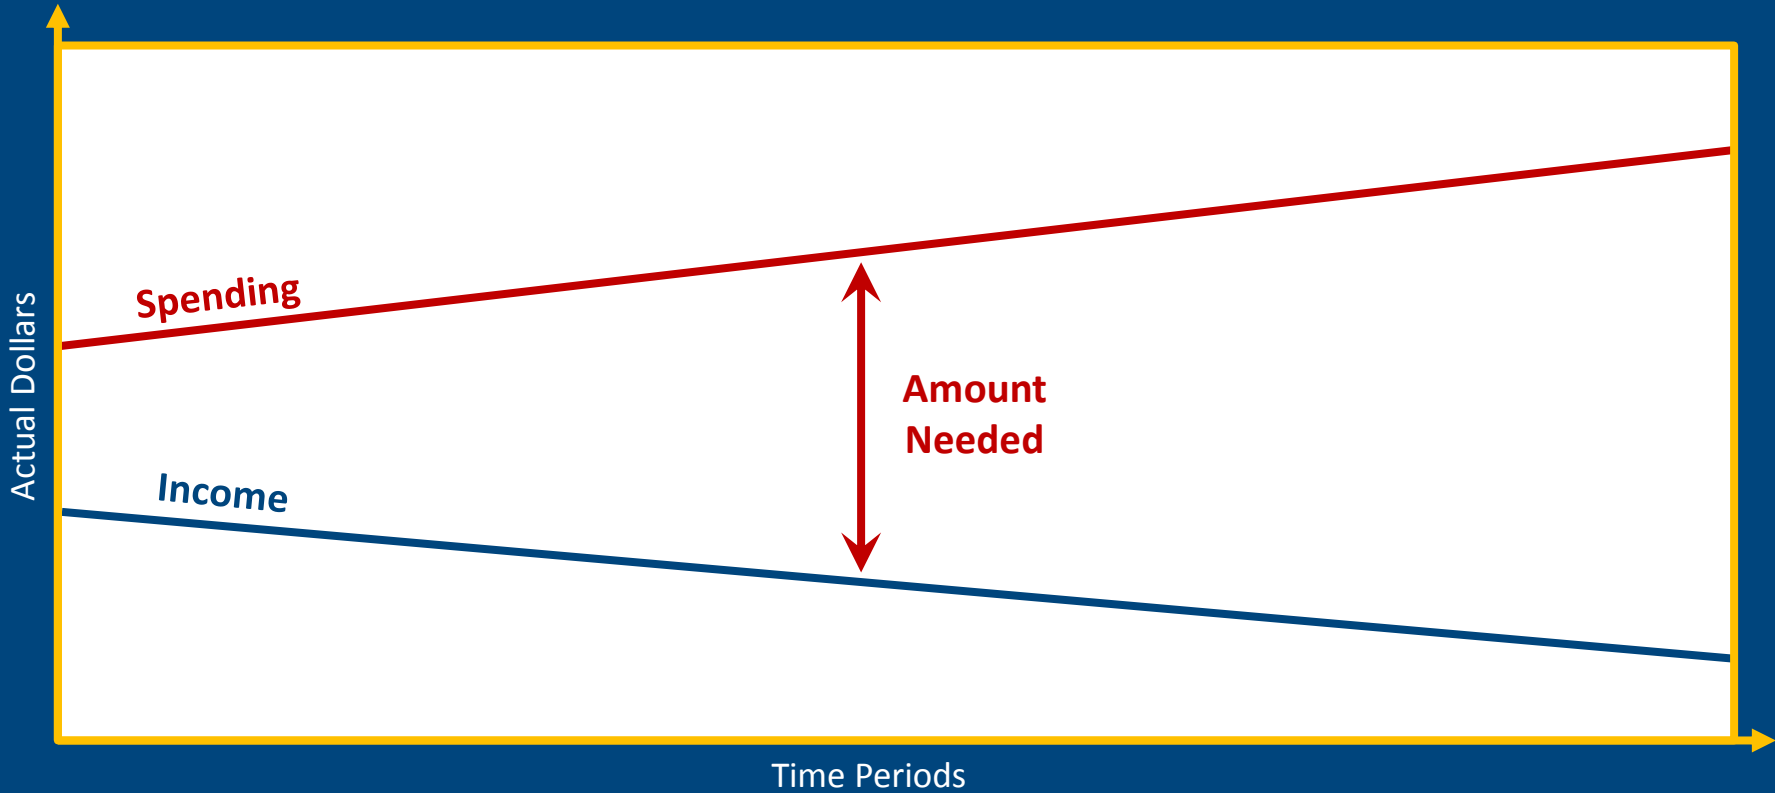 Spending
Amount
Needed
Income
Actual Dollars
Time Periods